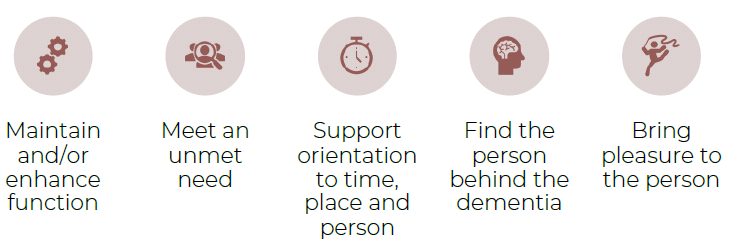 Maintain
and/or
enhance
function
Meet an
unmet
need
Support
orientation
to time,
place and
person
Find the
person
behind the
dementia
Bring
pleasure to
the person